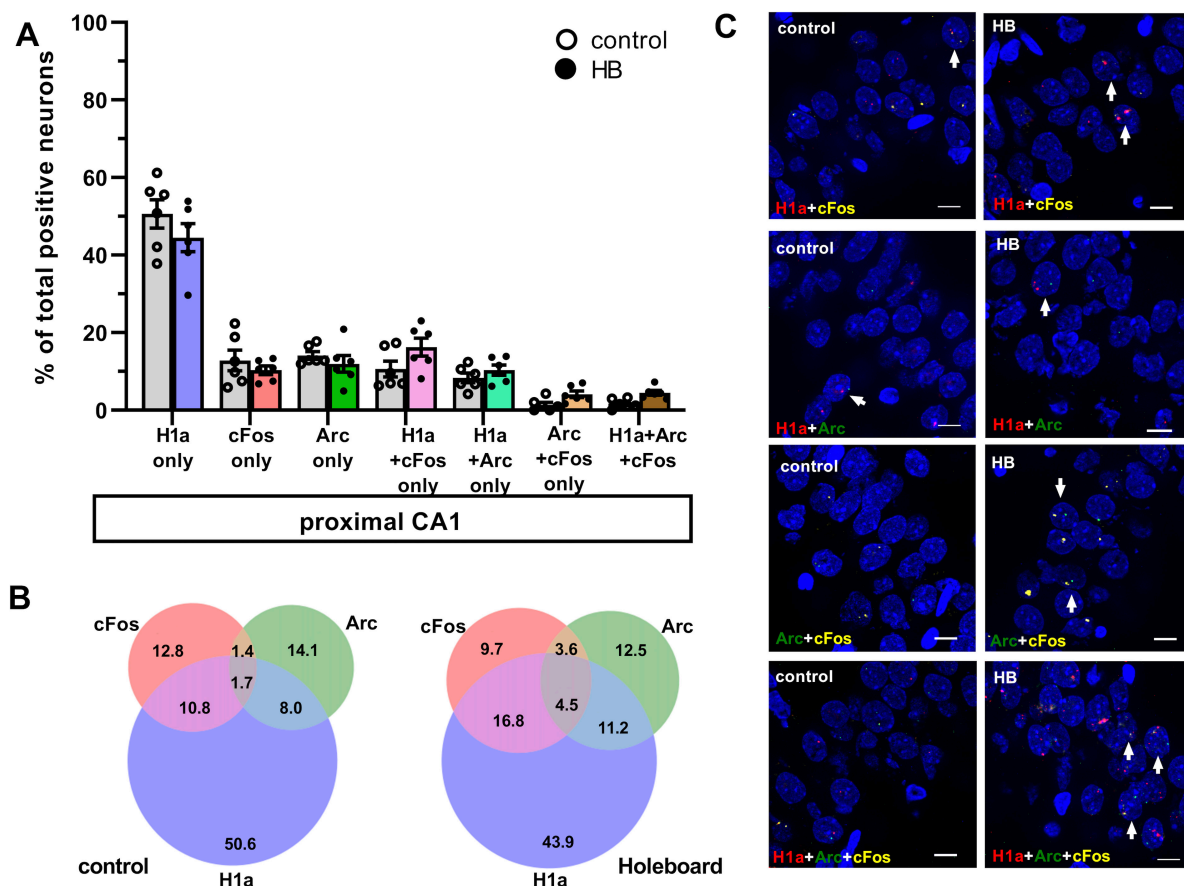 A
100
80
60
40
20
0
% of total positive neurons
control
HB
H1a
only
cFos
only
Arc
only
H1a
+cFos
only
H1a
+Arc
only
Arc
+cFos
only
H1a+Arc
+cFos
proximal CA1
B
cFos
Arc
12.8
1.4
14.1
1.7
10.8
8.0
50.6
control
H1a
cFos
Arc
9.7
3.6
12.5
4.5
16.8
11.2
43.9
Holeboard
H1a
C
control
H1a+cFos
HB
H1a+cFos
control
H1a+Arc
HB
H1a+Arc
control
Arc+cFos
HB
Arc+cFos
control
H1a+Arc+cFos
HB
H1a+Arc+cFos